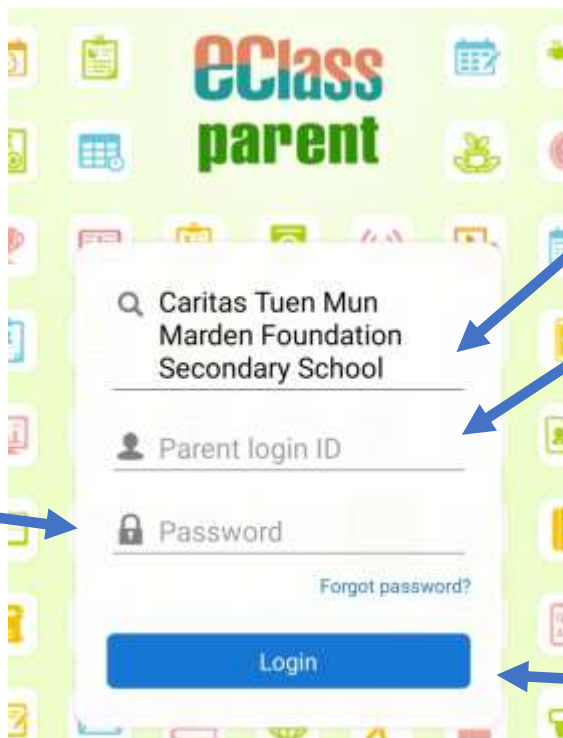 eClass
parent
Caritas Tuen Mun
Marden Foundation
Secondary School
Parent login ID
Password
Forgot password?
Login